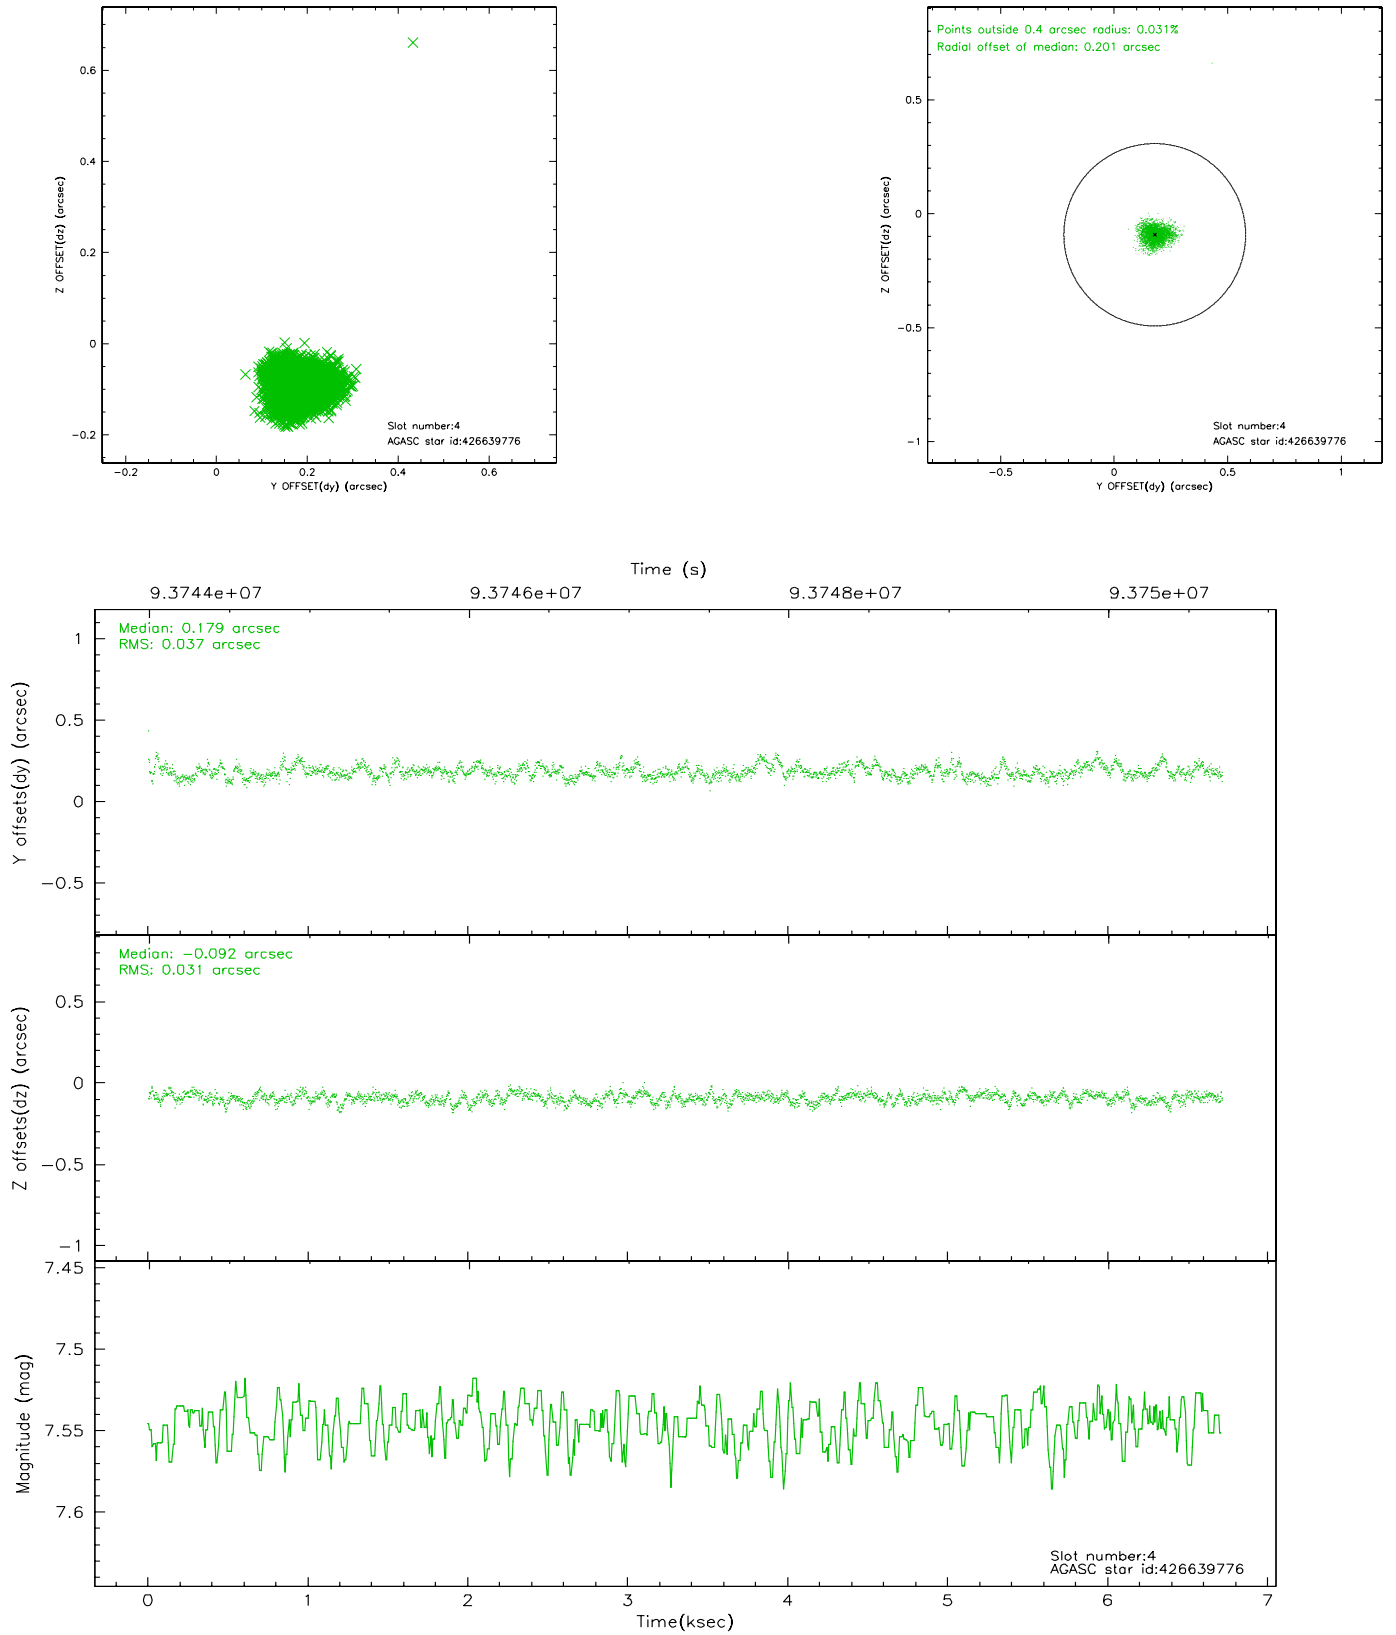 0.6
0.4
0.2
0
−0.2
−0.2 0 0.2 0.4 0.6
Z OFFSET(dz) (arcsec)
Y OFFSET(dy) (arcsec)
Slot number:4
AGASC star id:426639776
Points outside 0.4 arcsec radius: 0.031%
Radial offset of median: 0.201 arcsec
0.5
0
−0.5
−1
−0.5 0 0.5 1
Z OFFSET(dz) (arcsec)
Y OFFSET(dy) (arcsec)
Slot number:4
AGASC star id:426639776
Time (s)
9.3744e+07 9.3746e+07 9.3748e+07 9.375e+07
Median: 0.179 arcsec
RMS: 0.037 arcsec
1
0.5
0
−0.5
Y offsets(dy) (arcsec)
Median: −0.092 arcsec
RMS: 0.031 arcsec
0.5
0
−0.5
−1
Z offsets(dz) (arcsec)
7.45
7.5
7.55
7.6
Magnitude (mag)
Slot number:4
AGASC star id:426639776
0 1 2 3 4 5 6 7
Time(ksec)